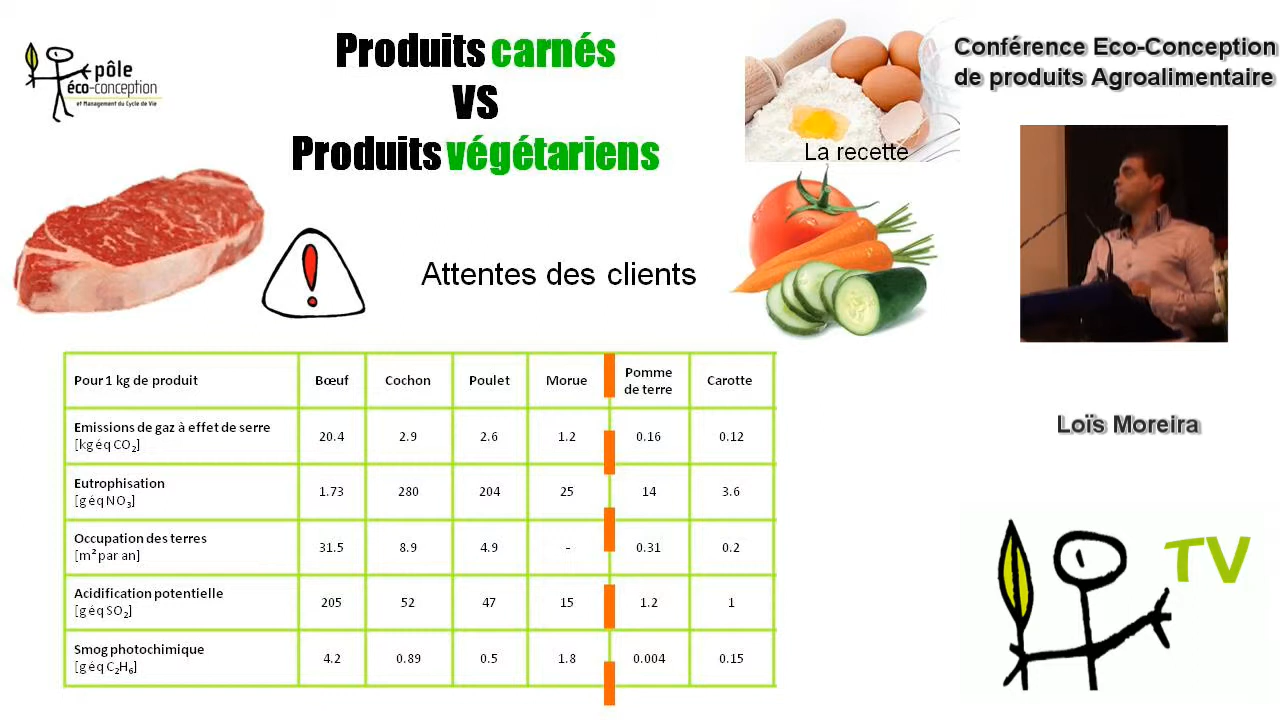 pôle
éco-conception
et Management du Cycle de Vie
Produits carnés
VS
Produits végétariens
La recette
Conférence Eco-Conception
de produits Agroalimentaire
Attentes des clients
Loïs Moreira
TV
Pour 1 kg de produit Bœuf Cochon Poulet Morue Pomme de terre Carotte
Emissions de gaz à effet de serre
[kg éq CO₂] 20.4 2.9 2.6 1.2 0.16 0.12
Eutrophisation
[g éq NO₃] 1.73 280 204 25 14 3.6
Occupation des terres
[m² par an] 31.5 8.9 4.9 - 0.31 0.2
Acidification potentielle
[g éq SO₂] 205 52 47 15 1.2 1
Smog photochimique
[g éq C₂H₆] 4.2 0.89 0.5 1.8 0.004 0.15